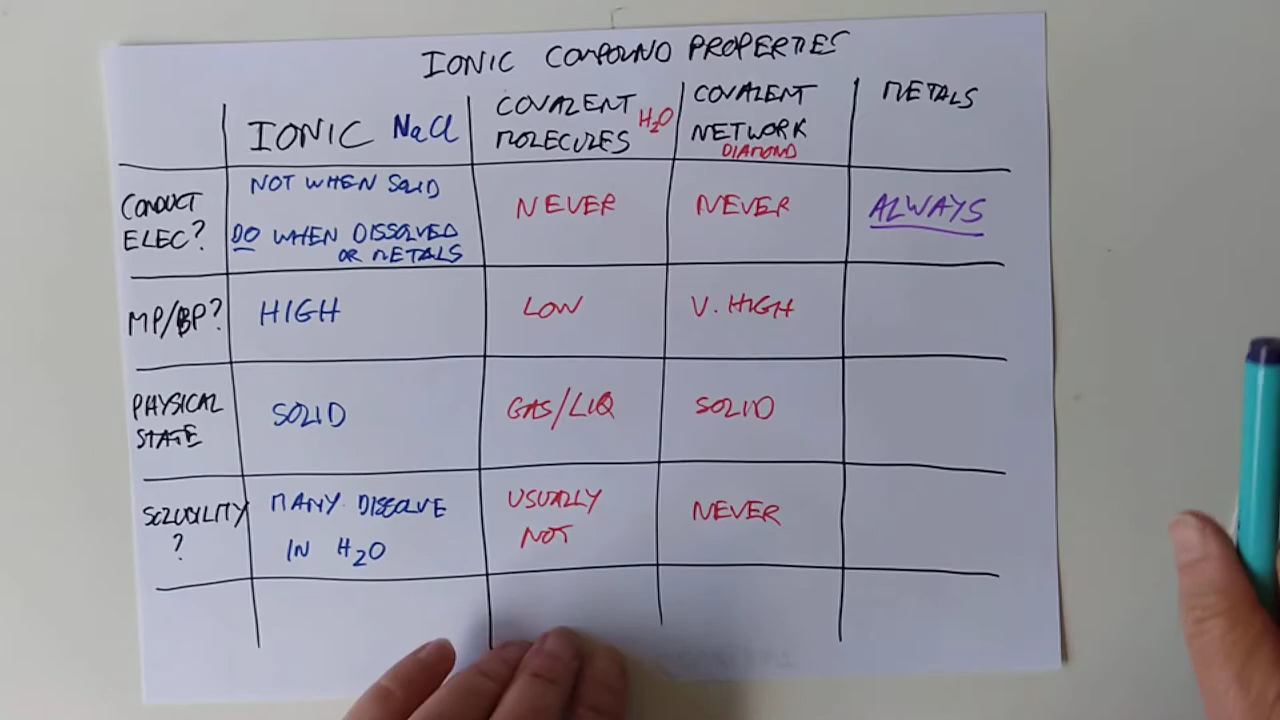 IONIC COMPOUND PROPERTIES
IONIC NaCl
COVALENT
MOLECULES H2O
COVALENT
NETWORK
DIAMOND
METALS
CONDUCT
ELEC?
NOT WHEN SOLID
DO WHEN DISSOLVED
OR METALS
NEVER
NEVER
ALWAYS
MP/BP?
HIGH
LOW
V. HIGH
PHYSICAL
STATE
SOLID
GAS/LIQ
SOLID
SOLUBILITY
?
MANY DISSOLVE
IN H2O
USUALLY
NOT
NEVER